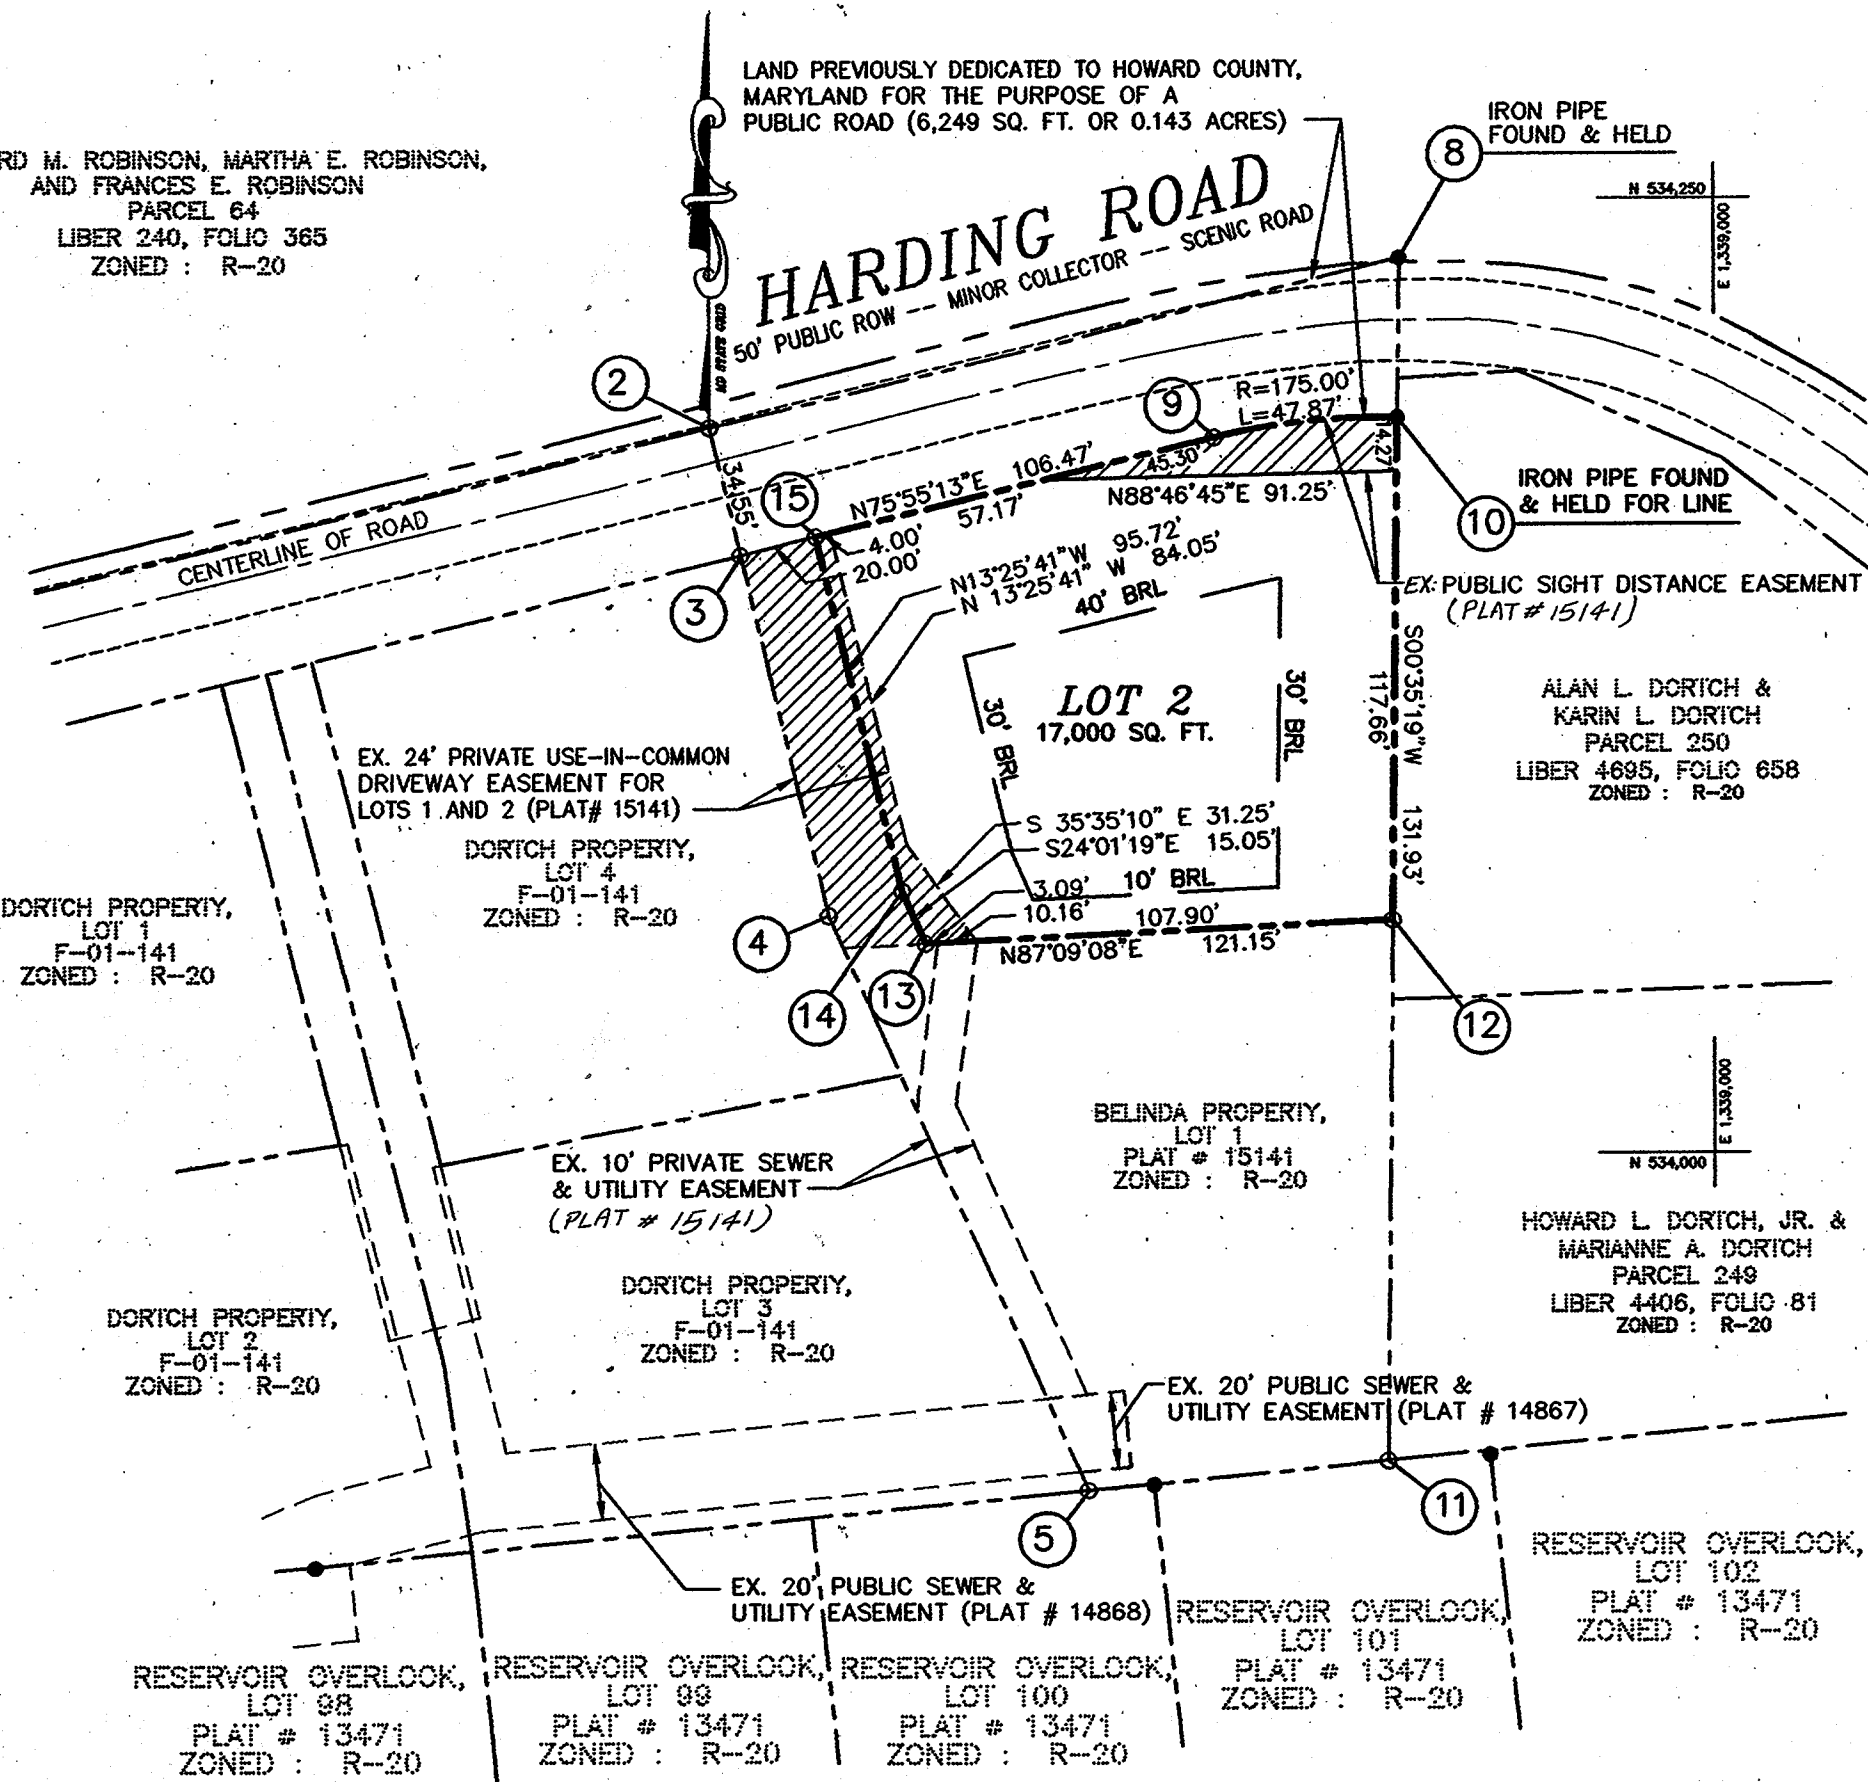 LAND PREVIOUSLY DEDICATED TO HOWARD COUNTY,
MARYLAND FOR THE PURPOSE OF A
PUBLIC ROAD (6,249 SQ. FT. OR 0.143 ACRES)
IRON PIPE
FOUND & HELD
8
RD M. ROBINSON, MARTHA E. ROBINSON,
AND FRANCES E. ROBINSON
PARCEL 64
LIBER 240, FOLIO 365
ZONED : R-20
N 534,250
E 1,339,000
HARDING ROAD
50' PUBLIC ROW -- MINOR COLLECTOR -- SCENIC ROAD
2
9
R=175.00'
L=47.87'
34.55'
15
N75°55'13"E 106.47'
45.30'
57.17'
N88°46'45"E 91.25'
14.27'
IRON PIPE FOUND
& HELD FOR LINE
10
CENTERLINE OF ROAD
4.00'
20.00'
N13°25'41"W 95.72'
N 13°25'41" W 84.05'
40' BRL
3
EX. PUBLIC SIGHT DISTANCE EASEMENT
(PLAT # 15141)
LOT 2
17,000 SQ. FT.
30' BRL
30' BRL
S00°35'19"W 131.93'
117.66'
ALAN L. DORTCH &
KARIN L. DORTCH
PARCEL 250
LIBER 4695, FOLIO 658
ZONED : R-20
EX. 24' PRIVATE USE-IN-COMMON
DRIVEWAY EASEMENT FOR
LOTS 1 AND 2 (PLAT# 15141)
S 35°35'10" E 31.25'
S24°01'19"E 15.05'
3.09' 10' BRL
10.16' 107.90'
N87°09'08"E 121.15'
DORTCH PROPERTY,
LOT 4
F-01-141
ZONED : R-20
DORTCH PROPERTY,
LOT 1
F-01-141
ZONED : R-20
4
14
13
12
BELINDA PROPERTY,
LOT 1
PLAT # 15141
ZONED : R-20
E 1,339,000
N 534,000
EX. 10' PRIVATE SEWER
& UTILITY EASEMENT
(PLAT # 15141)
HOWARD L. DORTCH, JR. &
MARIANNE A. DORTCH
PARCEL 249
LIBER 4406, FOLIO 81
ZONED : R-20
DORTCH PROPERTY,
LOT 3
F-01-141
ZONED : R-20
DORTCH PROPERTY,
LOT 2
F-01-141
ZONED : R-20
EX. 20' PUBLIC SEWER &
UTILITY EASEMENT (PLAT # 14867)
5
11
EX. 20' PUBLIC SEWER &
UTILITY EASEMENT (PLAT # 14868)
RESERVOIR OVERLOOK,
LOT 98
PLAT # 13471
ZONED : R-20
RESERVOIR OVERLOOK,
LOT 99
PLAT # 13471
ZONED : R-20
RESERVOIR OVERLOOK,
LOT 100
PLAT # 13471
ZONED : R-20
RESERVOIR OVERLOOK,
LOT 101
PLAT # 13471
ZONED : R-20
RESERVOIR OVERLOOK,
LOT 102
PLAT # 13471
ZONED : R-20